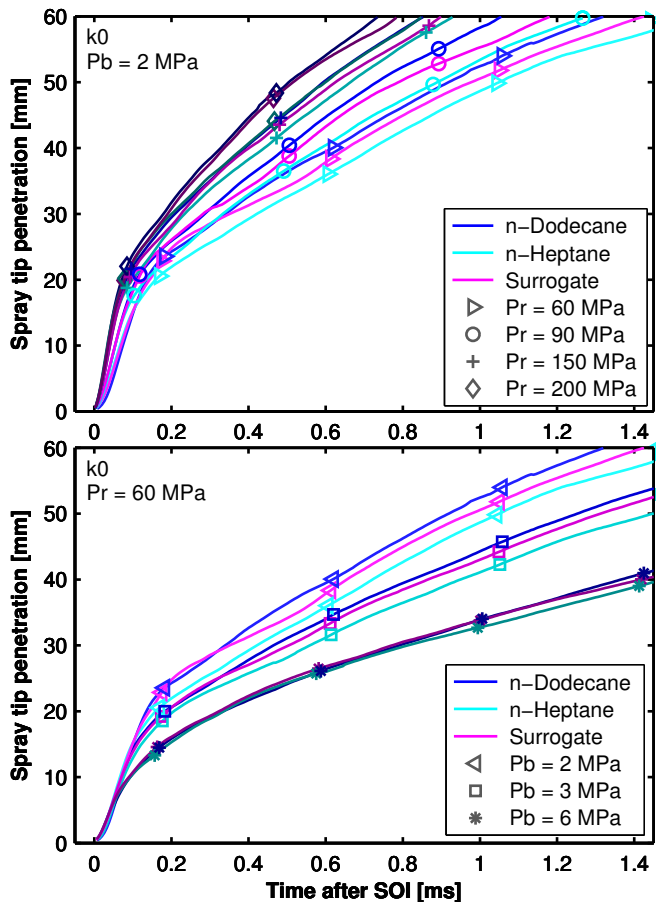 60
50
40
30
20
10
0
Spray tip penetration [mm]
k0
Pb = 2 MPa
n−Dodecane
n−Heptane
Surrogate
Pr = 60 MPa
Pr = 90 MPa
Pr = 150 MPa
Pr = 200 MPa
0 0.2 0.4 0.6 0.8 1 1.2 1.4
60
50
40
30
20
10
0
Spray tip penetration [mm]
k0
Pr = 60 MPa
n−Dodecane
n−Heptane
Surrogate
Pb = 2 MPa
Pb = 3 MPa
Pb = 6 MPa
0 0.2 0.4 0.6 0.8 1 1.2 1.4
Time after SOI [ms]